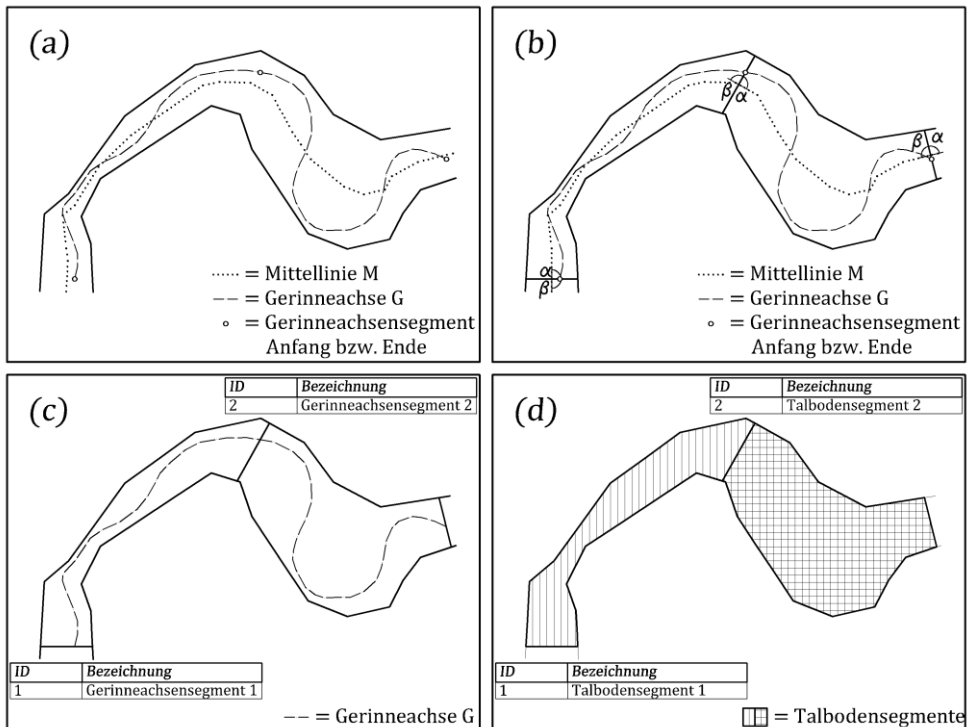 (a)
= Mittellinie M
= Gerinneachse G
= Gerinneachsensegment
Anfang bzw. Ende
(b)
β α
β α
α
β
= Mittellinie M
= Gerinneachse G
= Gerinneachsensegment
Anfang bzw. Ende
(c)
ID Bezeichnung
2 Gerinneachsensegment 2
ID Bezeichnung
1 Gerinneachsensegment 1
= Gerinneachse G
(d)
ID Bezeichnung
2 Talbodensegment 2
ID Bezeichnung
1 Talbodensegment 1
= Talbodensegmente